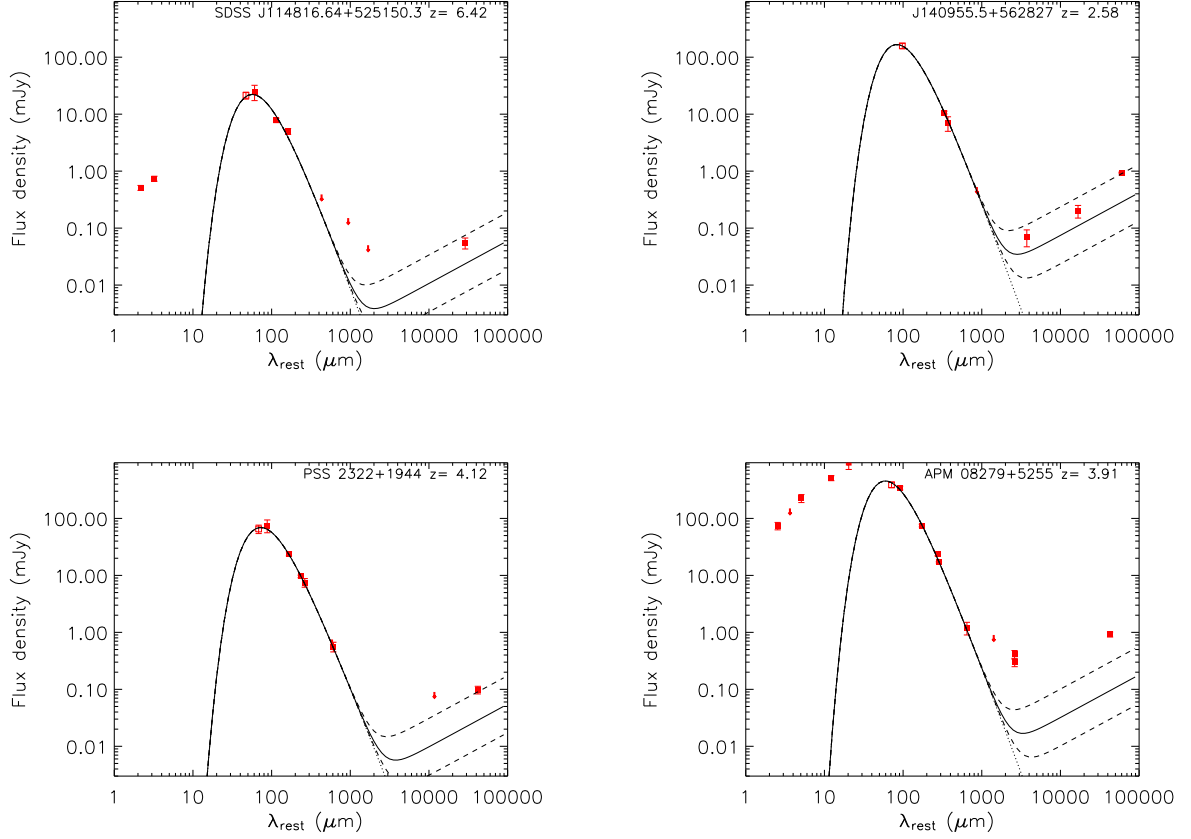 SDSS J114816.64+525150.3 z= 6.42
Flux density (mJy)
100.00
10.00
1.00
0.10
0.01
1 10 100 1000 10000 100000
λrest (μm)
J140955.5+562827 z= 2.58
Flux density (mJy)
100.00
10.00
1.00
0.10
0.01
1 10 100 1000 10000 100000
λrest (μm)
PSS 2322+1944 z= 4.12
Flux density (mJy)
100.00
10.00
1.00
0.10
0.01
1 10 100 1000 10000 100000
λrest (μm)
APM 08279+5255 z= 3.91
Flux density (mJy)
100.00
10.00
1.00
0.10
0.01
1 10 100 1000 10000 100000
λrest (μm)